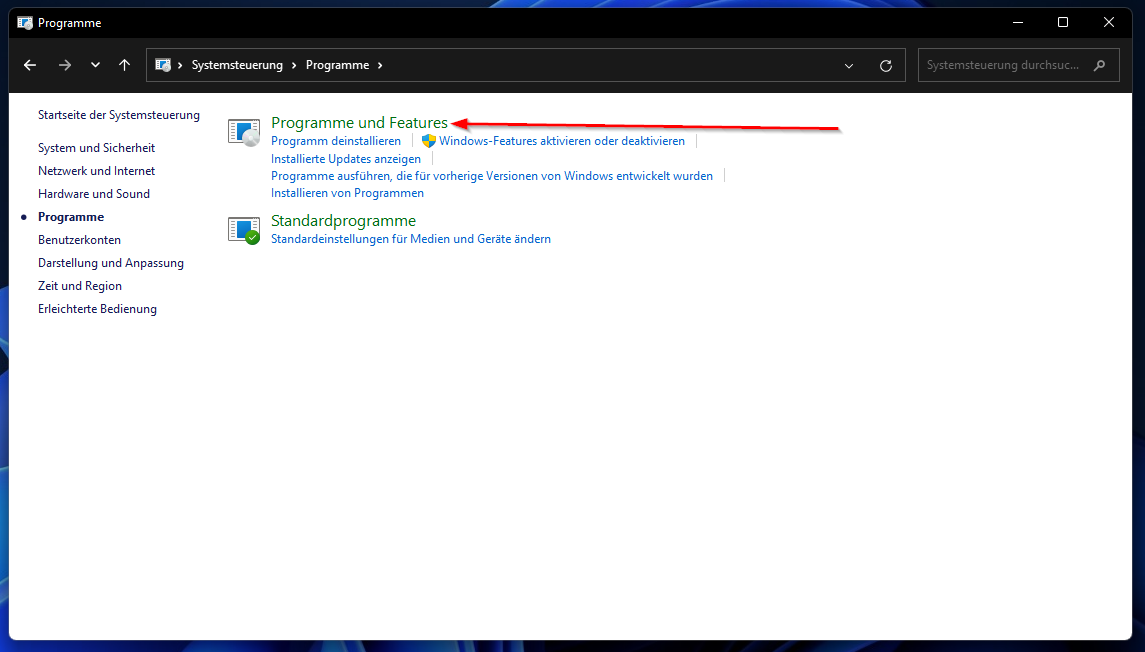 Programme
Systemsteuerung > Programme >
Systemsteuerung durchsuc...
Startseite der Systemsteuerung
System und Sicherheit
Netzwerk und Internet
Hardware und Sound
Programme
Benutzerkonten
Darstellung und Anpassung
Zeit und Region
Erleichterte Bedienung
Programme und Features
Programm deinstallieren
Windows-Features aktivieren oder deaktivieren
Installierte Updates anzeigen
Programme ausführen, die für vorherige Versionen von Windows entwickelt wurden
Installieren von Programmen
Standardprogramme
Standardeinstellungen für Medien und Geräte ändern